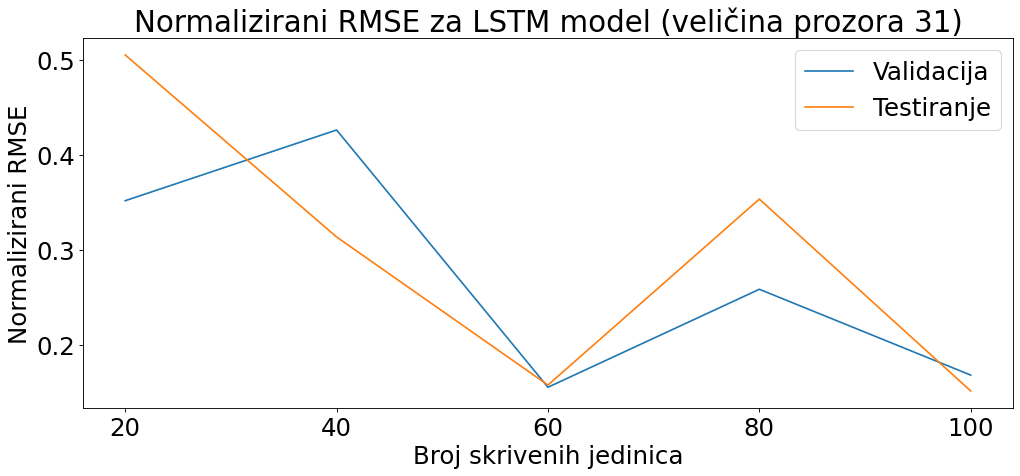 Normalizirani RMSE za LSTM model (veličina prozora 31)
Validacija
Testiranje
Normalizirani RMSE
0.5
0.4
0.3
0.2
20 40 60 80 100
Broj skrivenih jedinica